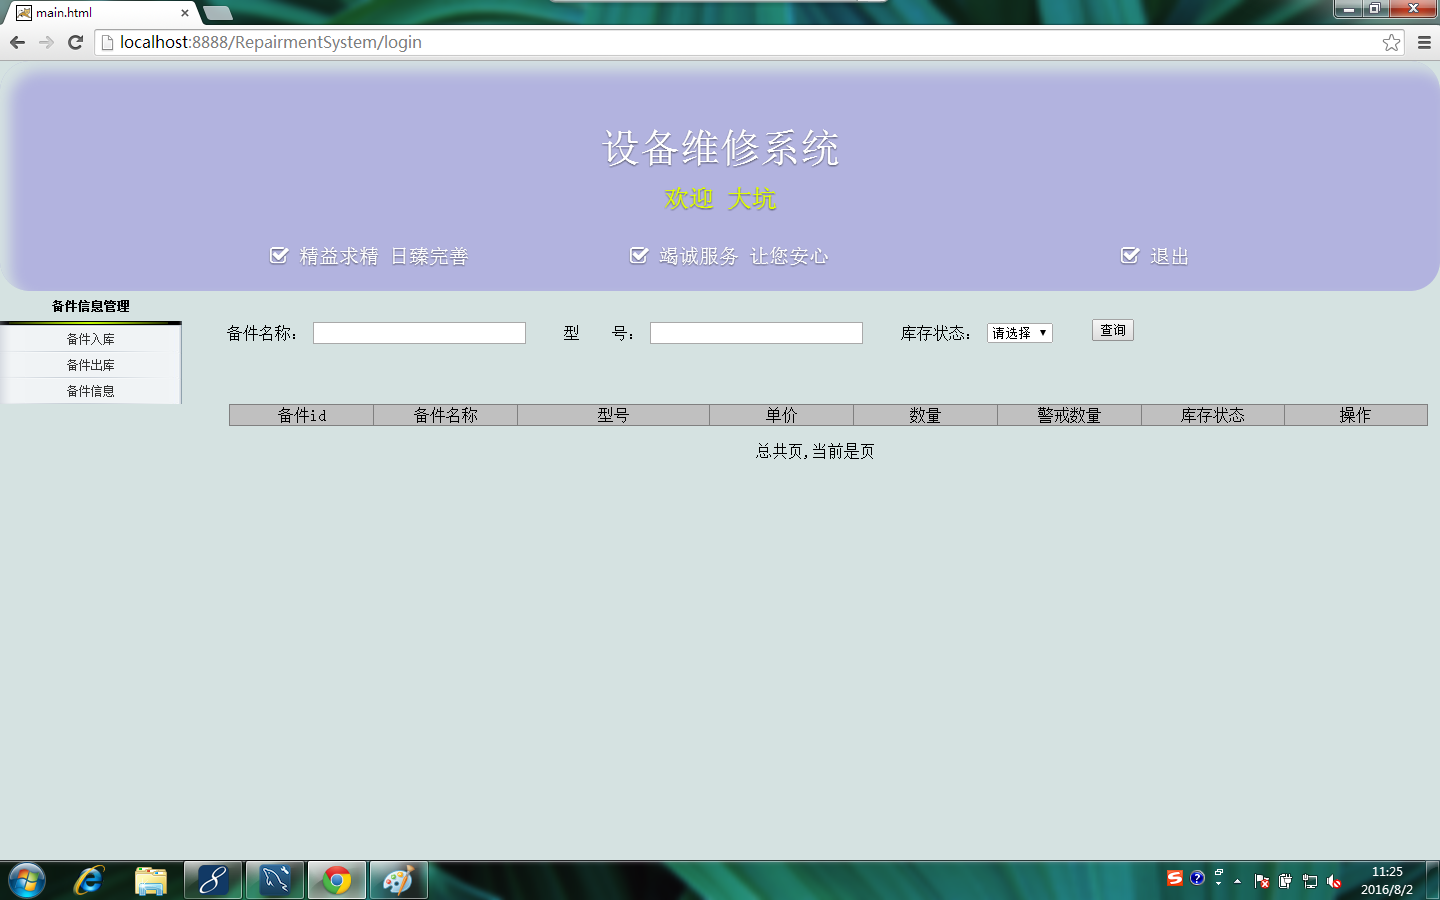 main.html
localhost:8888/RepairmentSystem/login
设备维修系统
欢迎 大坑
精益求精 日臻完善 竭诚服务 让您安心 退出
备件信息管理
备件入库
备件出库
备件信息
备件名称： 型 号： 库存状态： 请选择 查询
备件id 备件名称 型号 单价 数量 警戒数量 库存状态 操作
总共页,当前是页
11:25
2016/8/2